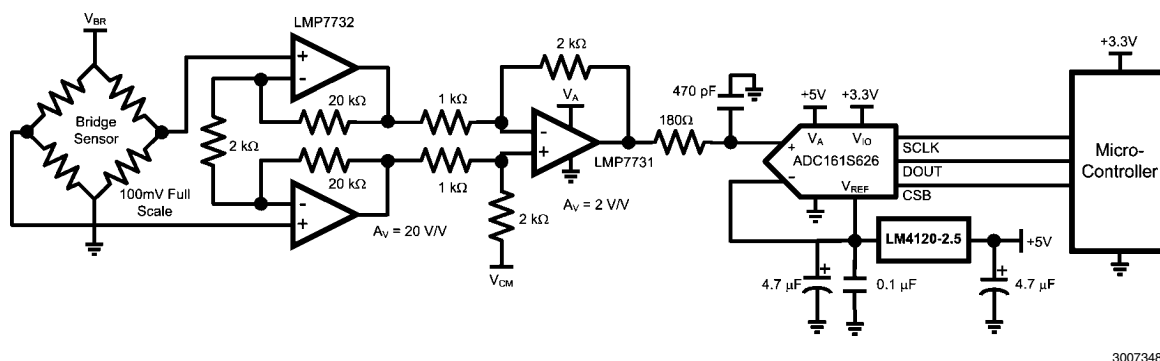 LMP7732
V_BR
2 kΩ
+3.3V
470 pF
+5V
+3.3V
20 kΩ
1 kΩ
V_A
180Ω
Bridge
Sensor
2 kΩ
V_A
V_IO
ADC161S626
SCLK
DOUT
CSB
Micro-
Controller
LMP7731
20 kΩ
1 kΩ
V_REF
100mV Full
Scale
A_V = 20 V/V
2 kΩ
A_V = 2 V/V
LM4120-2.5
+5V
V_CM
4.7 µF
0.1 µF
4.7 µF
+
-
+
-
-
+
+
-
+
+